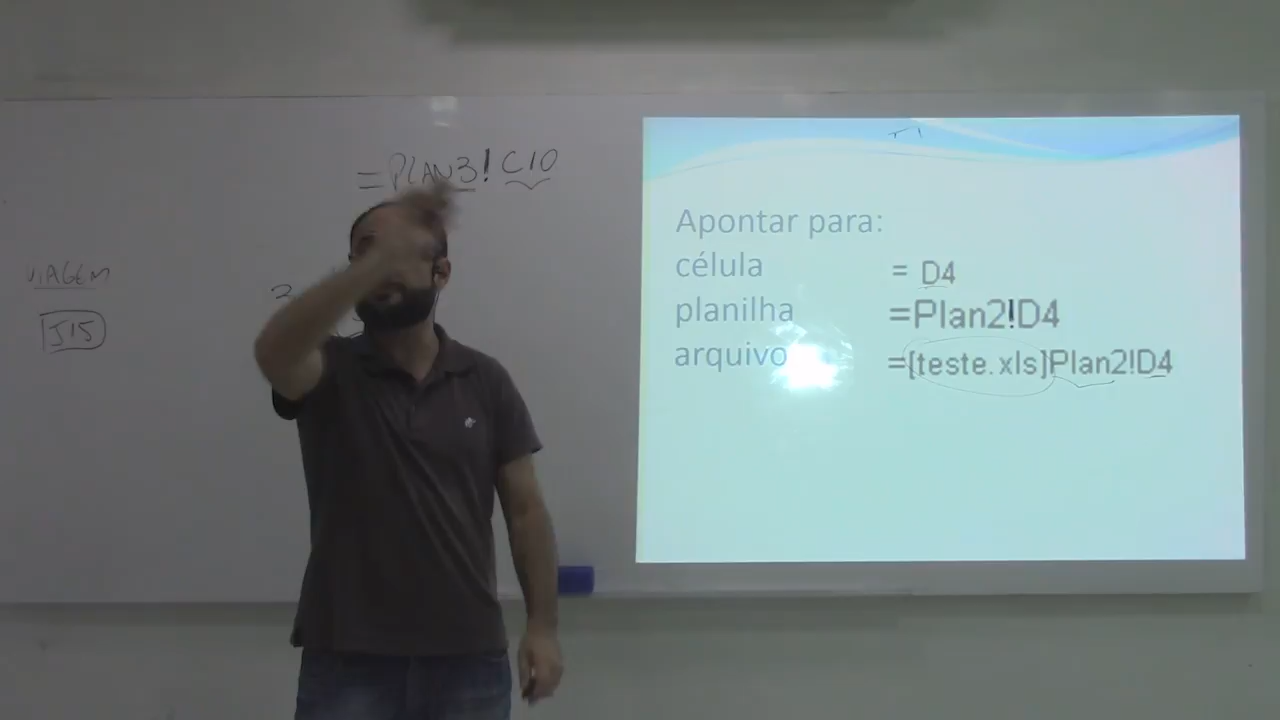 =PLAN3!C10
VIAGEM
J15
Apontar para:
célula = D4
planilha =Plan2!D4
arquivo =[teste.xls]Plan2!D4